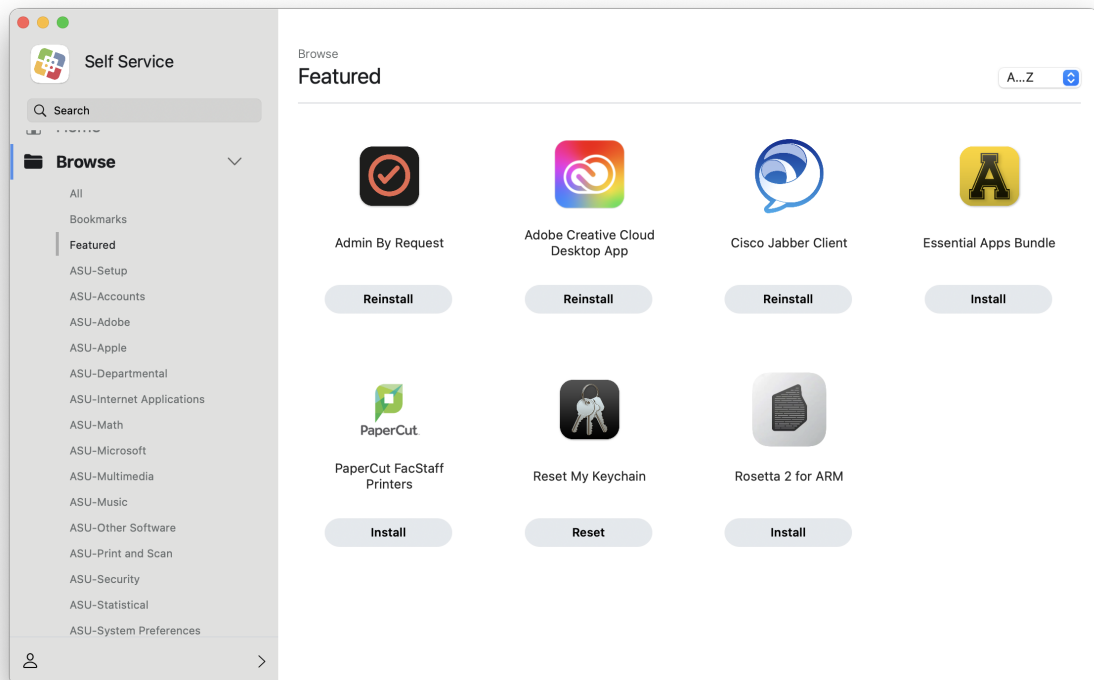 Self Service
Search
Browse
All
Bookmarks
Featured
ASU-Setup
ASU-Accounts
ASU-Adobe
ASU-Apple
ASU-Departmental
ASU-Internet Applications
ASU-Math
ASU-Microsoft
ASU-Multimedia
ASU-Music
ASU-Other Software
ASU-Print and Scan
ASU-Security
ASU-Statistical
ASU-System Preferences
Browse
Featured
A...Z
A
Admin By Request
Adobe Creative Cloud
Desktop App
Cisco Jabber Client
Essential Apps Bundle
Reinstall
Reinstall
Reinstall
Install
PaperCut
PaperCut FacStaff
Printers
Reset My Keychain
Rosetta 2 for ARM
Install
Reset
Install